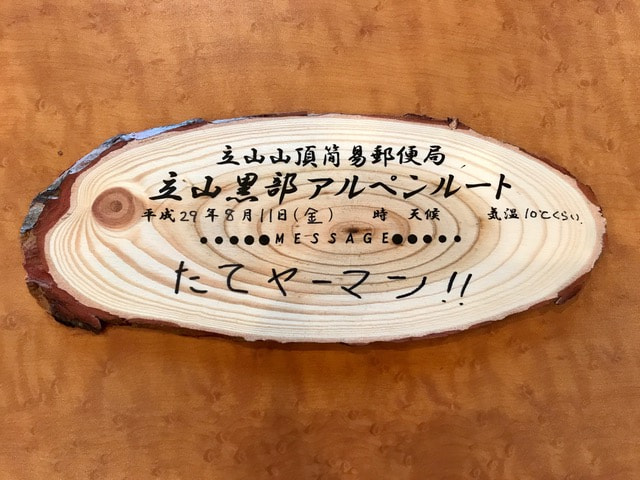 立山山頂簡易郵便局
立山黒部アルペンルート
平成29年8月11日(金) 時 天候 気温10℃くらい.
●●●●●MESSAGE●●●●●
たてヤーマン!!